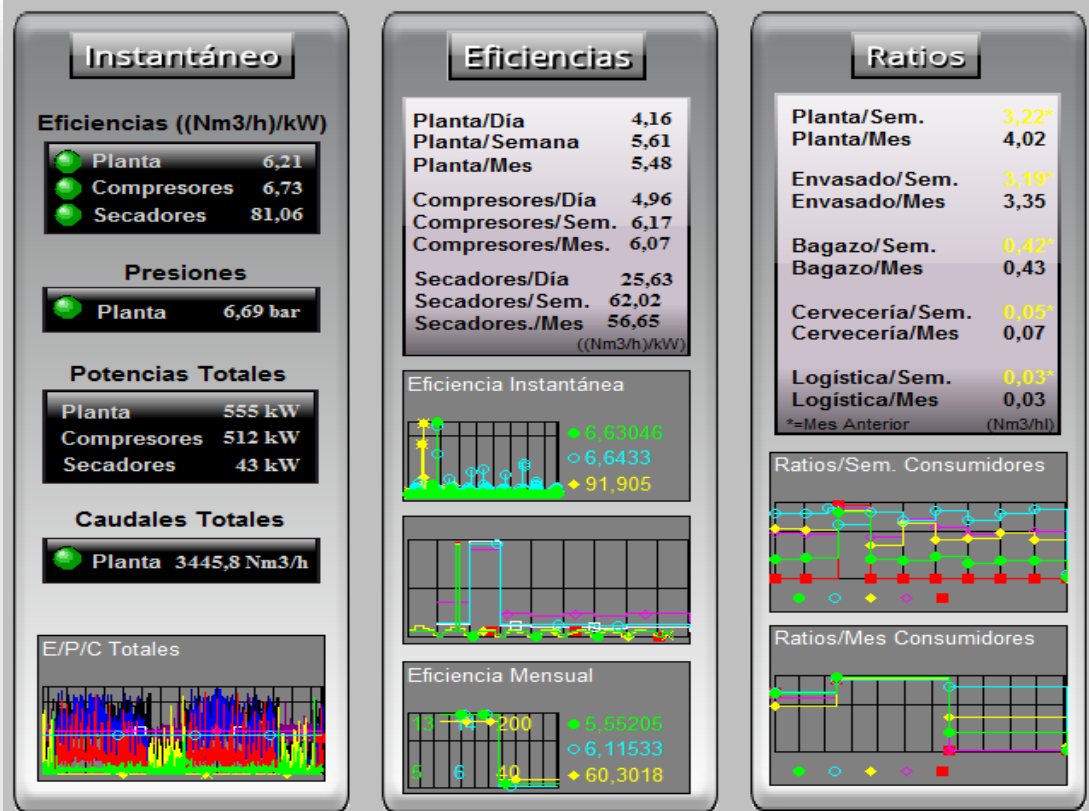 Instantáneo
Eficiencias ((Nm3/h)/kW)
Planta 6,21
Compresores 6,73
Secadores 81,06
Presiones
Planta 6,69 bar
Potencias Totales
Planta 555 kW
Compresores 512 kW
Secadores 43 kW
Caudales Totales
Planta 3445,8 Nm3/h
E/P/C Totales
Eficiencias
Planta/Día 4,16
Planta/Semana 5,61
Planta/Mes 5,48
Compresores/Día 4,96
Compresores/Sem. 6,17
Compresores/Mes. 6,07
Secadores/Día 25,63
Secadores/Sem. 62,02
Secadores./Mes 56,65
((Nm3/h)/kW)
Eficiencia Instantánea
6,63046
6,6433
91,905
Eficiencia Mensual
13 14 200
5,55205
6,11533
5 6 40 60,3018
Ratios
Planta/Sem. 3,22*
Planta/Mes 4,02
Envasado/Sem. 3,19*
Envasado/Mes 3,35
Bagazo/Sem. 0,42*
Bagazo/Mes 0,43
Cervecería/Sem. 0,05*
Cervecería/Mes 0,07
Logística/Sem. 0,03*
Logística/Mes 0,03
*=Mes Anterior (Nm3/hl)
Ratios/Sem. Consumidores
Ratios/Mes Consumidores